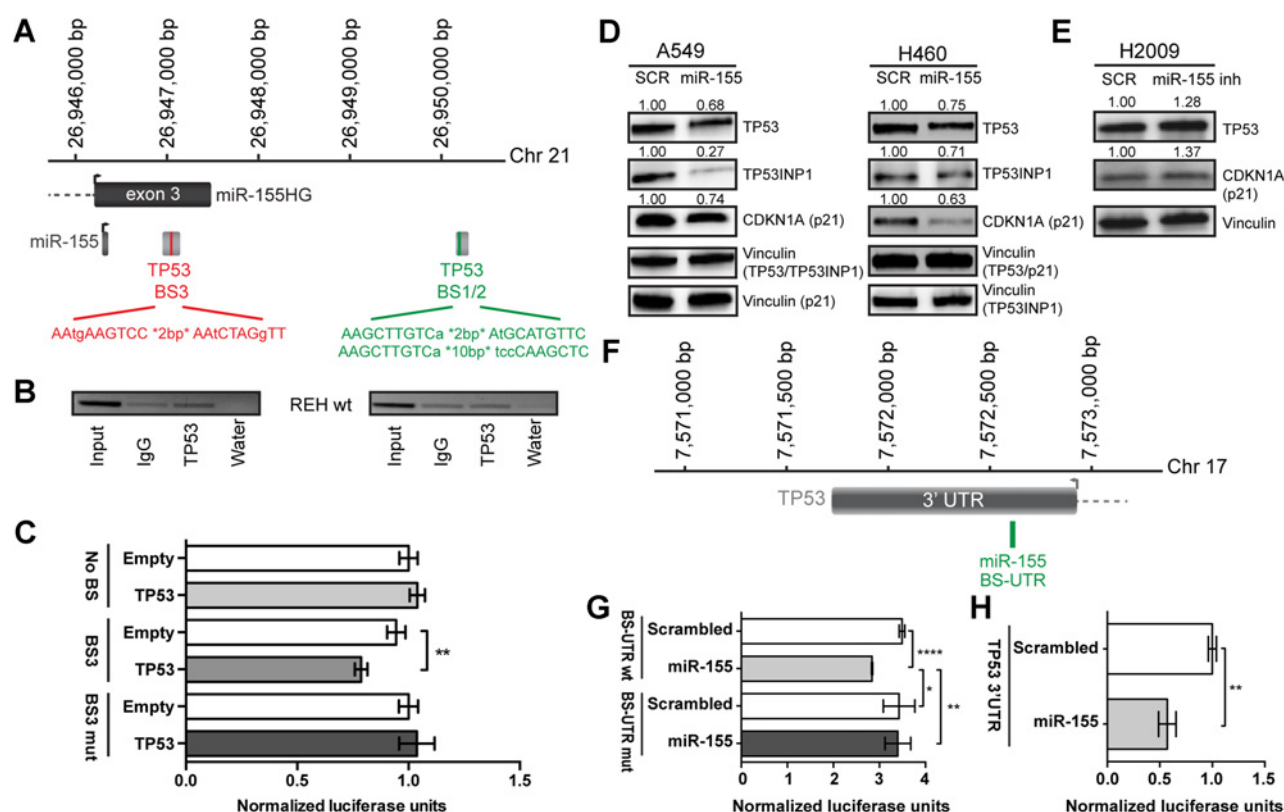 A
26,946,000 bp
26,947,000 bp
26,948,000 bp
26,949,000 bp
26,950,000 bp
Chr 21
exon 3
miR-155HG
miR-155
TP53
BS3
TP53
BS1/2
AAtgAAGTCC *2bp* AAtCTAGgTT
AAGCTTGTCa *2bp* AtGCATGTTC
AAGCTTGTCa *10bp* tccCAAGCTC
B
REH wt
Input
IgG
TP53
Water
Input
IgG
TP53
Water
C
No BS
Empty
TP53
BS3
Empty
TP53
**
BS3 mut
Empty
TP53
0.0
0.5
1.0
1.5
Normalized luciferase units
D
A549
SCR miR-155
1.00 0.68
TP53
1.00 0.27
TP53INP1
1.00 0.74
CDKN1A (p21)
Vinculin
(TP53/TP53INP1)
Vinculin (p21)
H460
SCR miR-155
1.00 0.75
TP53
1.00 0.71
TP53INP1
1.00 0.63
CDKN1A (p21)
Vinculin
(TP53/p21)
Vinculin
(TP53INP1)
E
H2009
SCR miR-155 inh
1.00 1.28
TP53
1.00 1.37
CDKN1A
(p21)
Vinculin
F
7,571,000 bp
7,571,500 bp
7,572,000 bp
7,572,500 bp
7,573,000 bp
Chr 17
TP53
3' UTR
miR-155
BS-UTR
G
BS-UTR wt
Scrambled
miR-155
****
BS-UTR mut
Scrambled
miR-155
*
**
0
1
2
3
4
Normalized luciferase units
H
TP53 3'UTR
Scrambled
miR-155
**
0.0
0.5
1.0
Normalized luciferase units